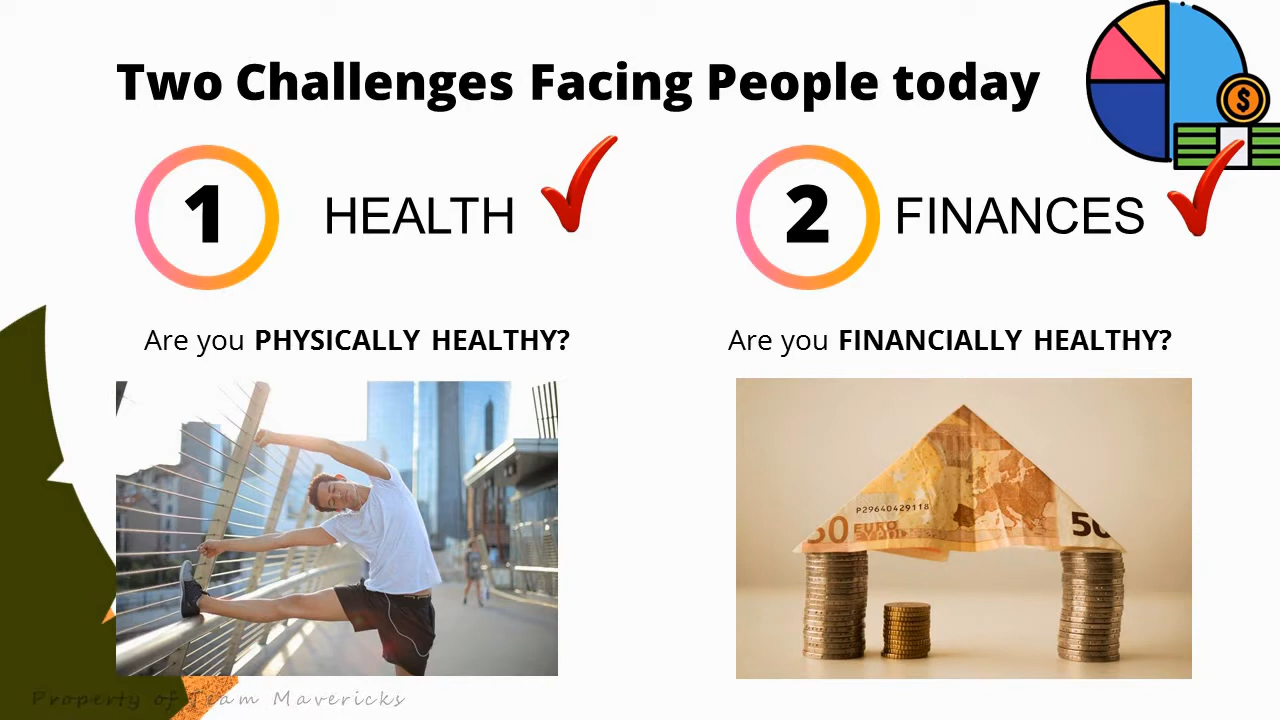 Two Challenges Facing People today
1
HEALTH
2
FINANCES
Are you PHYSICALLY HEALTHY?
Are you FINANCIALLY HEALTHY?
$
P29640429118
50 EURO
50
Property of Team Mavericks